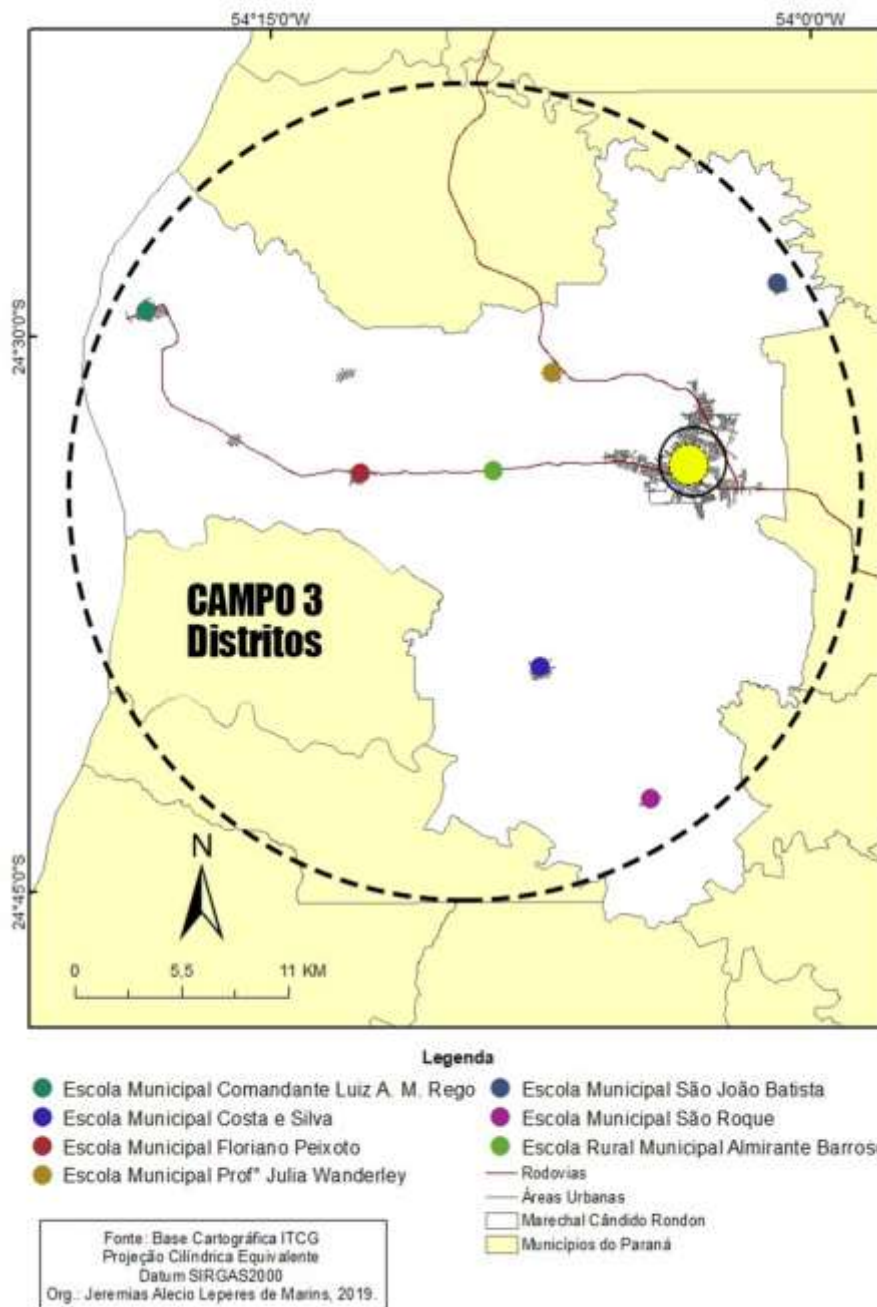 54°15'0"W
54°0'0"W
24°30'0"S
CAMPO 3
Distritos
24°45'0"S
N
0 5,5 11 KM
Legenda
Escola Municipal Comandante Luiz A. M. Rego
Escola Municipal Costa e Silva
Escola Municipal Floriano Peixoto
Escola Municipal Profª Julia Wanderley
Escola Municipal São João Batista
Escola Municipal São Roque
Escola Rural Municipal Almirante Barroso
Rodovias
Áreas Urbanas
Marechal Cândido Rondon
Municípios do Paraná
Fonte: Base Cartográfica ITCG
Projeção Cilíndrica Equivalente
Datum SIRGAS2000
Org.: Jeremias Alecio Leperes de Marins, 2019.